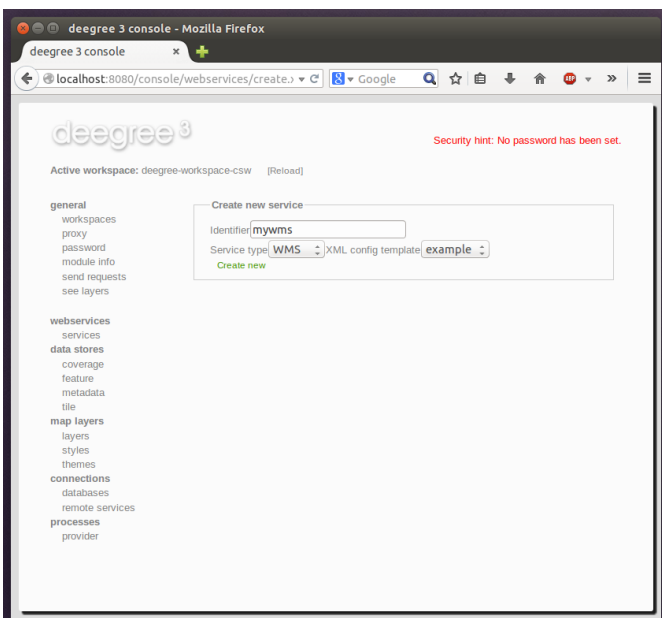 deegree 3 console - Mozilla Firefox
deegree 3 console
localhost:8080/console/webservices/create.x
Google
ABP
deegree 3
Security hint: No password has been set.
Active workspace: deegree-workspace-csw [Reload]
general
workspaces
proxy
password
module info
send requests
see layers
webservices
services
data stores
coverage
feature
metadata
tile
map layers
layers
styles
themes
connections
databases
remote services
processes
provider
Create new service
Identifier mywms
Service type WMS XML config template example
Create new